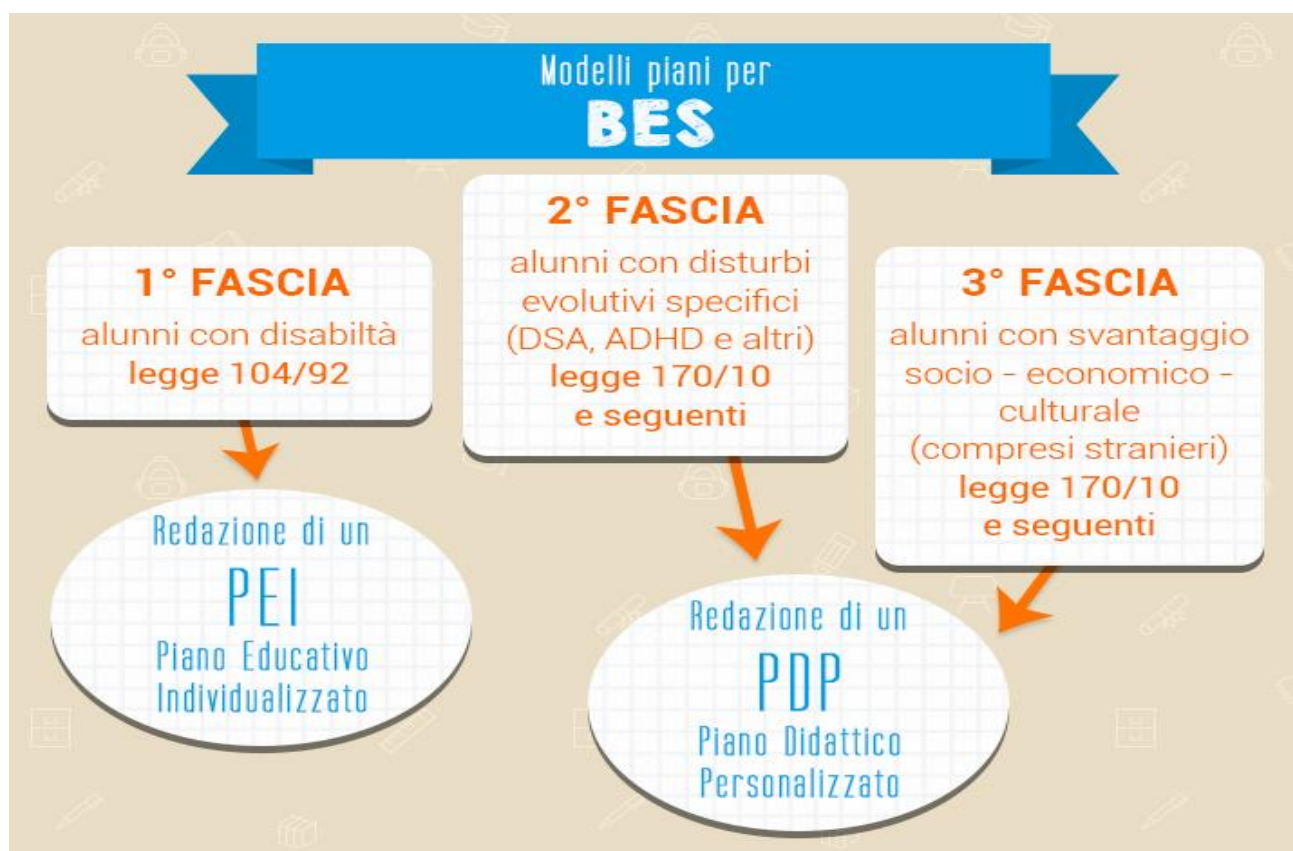 Modelli piani per
BES
1° FASCIA
alunni con disabiltà
legge 104/92
2° FASCIA
alunni con disturbi
evolutivi specifici
(DSA, ADHD e altri)
legge 170/10
e seguenti
3° FASCIA
alunni con svantaggio
socio - economico -
culturale
(compresi stranieri)
legge 170/10
e seguenti
Redazione di un
PEI
Piano Educativo
Individualizzato
Redazione di un
PDP
Piano Didattico
Personalizzato